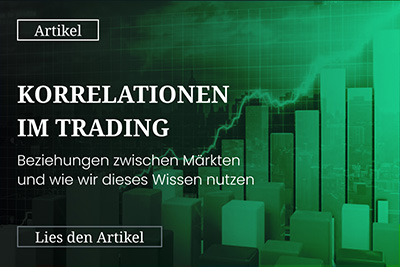 Artikel
KORRELATIONEN
IM TRADING
Beziehungen zwischen Märkten
und wie wir dieses Wissen nutzen
Lies den Artikel